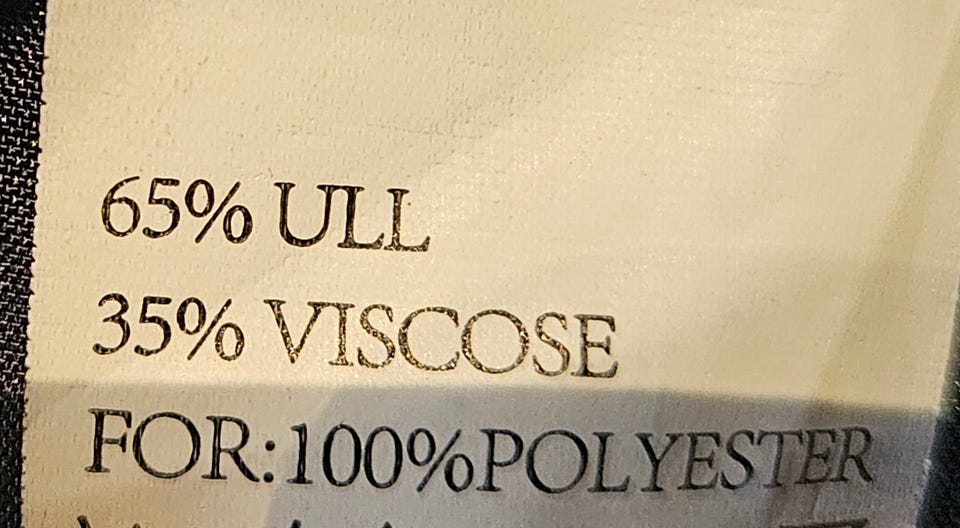 65% ULL
35% VISCOSE
FOR:100%POLYESTER